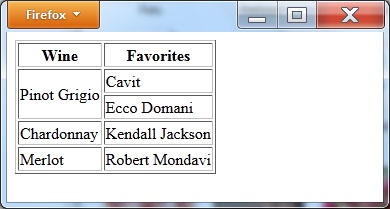 Firefox
Wine Favorites
Pinot Grigio Cavit
Ecco Domani
Chardonnay Kendall Jackson
Merlot Robert Mondavi